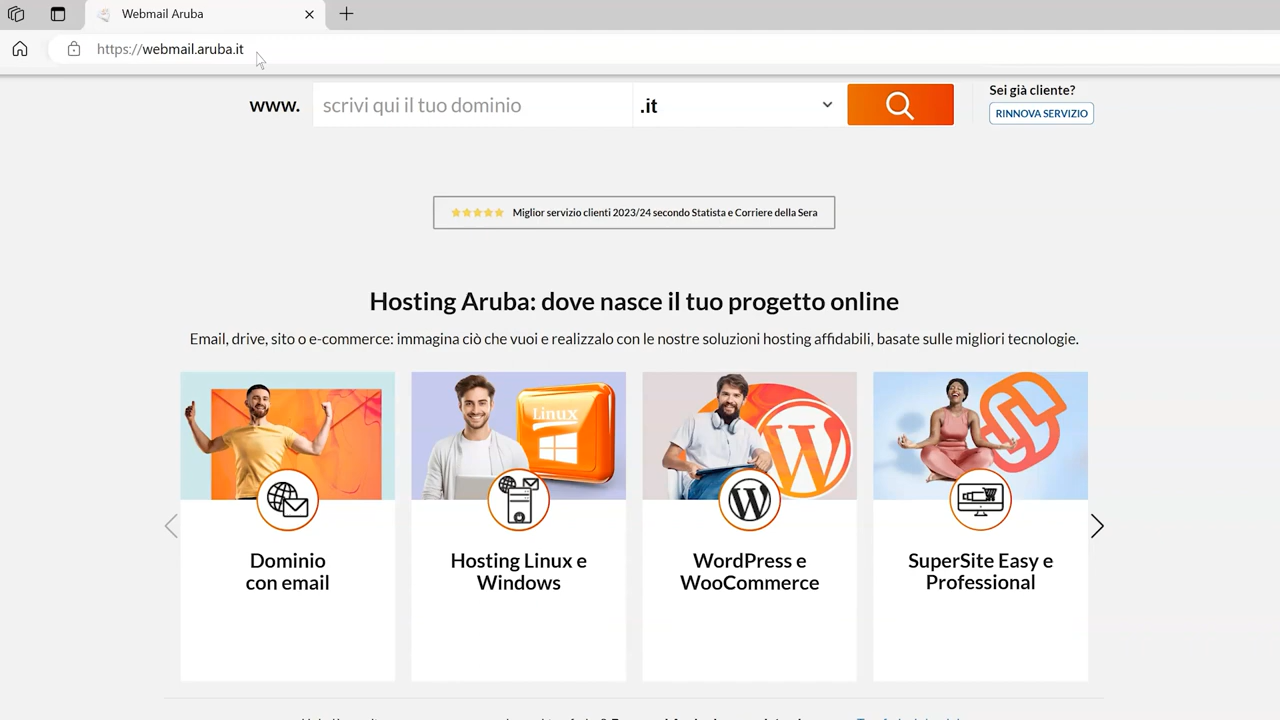 Webmail Aruba
https://webmail.aruba.it
www. scrivi qui il tuo dominio .it
Sei già cliente?
RINNOVA SERVIZIO
Miglior servizio clienti 2023/24 secondo Statista e Corriere della Sera
Hosting Aruba: dove nasce il tuo progetto online
Email, drive, sito o e-commerce: immagina ciò che vuoi e realizzalo con le nostre soluzioni hosting affidabili, basate sulle migliori tecnologie.
Linux
Dominio
con email
Hosting Linux e
Windows
WordPress e
WooCommerce
SuperSite Easy e
Professional